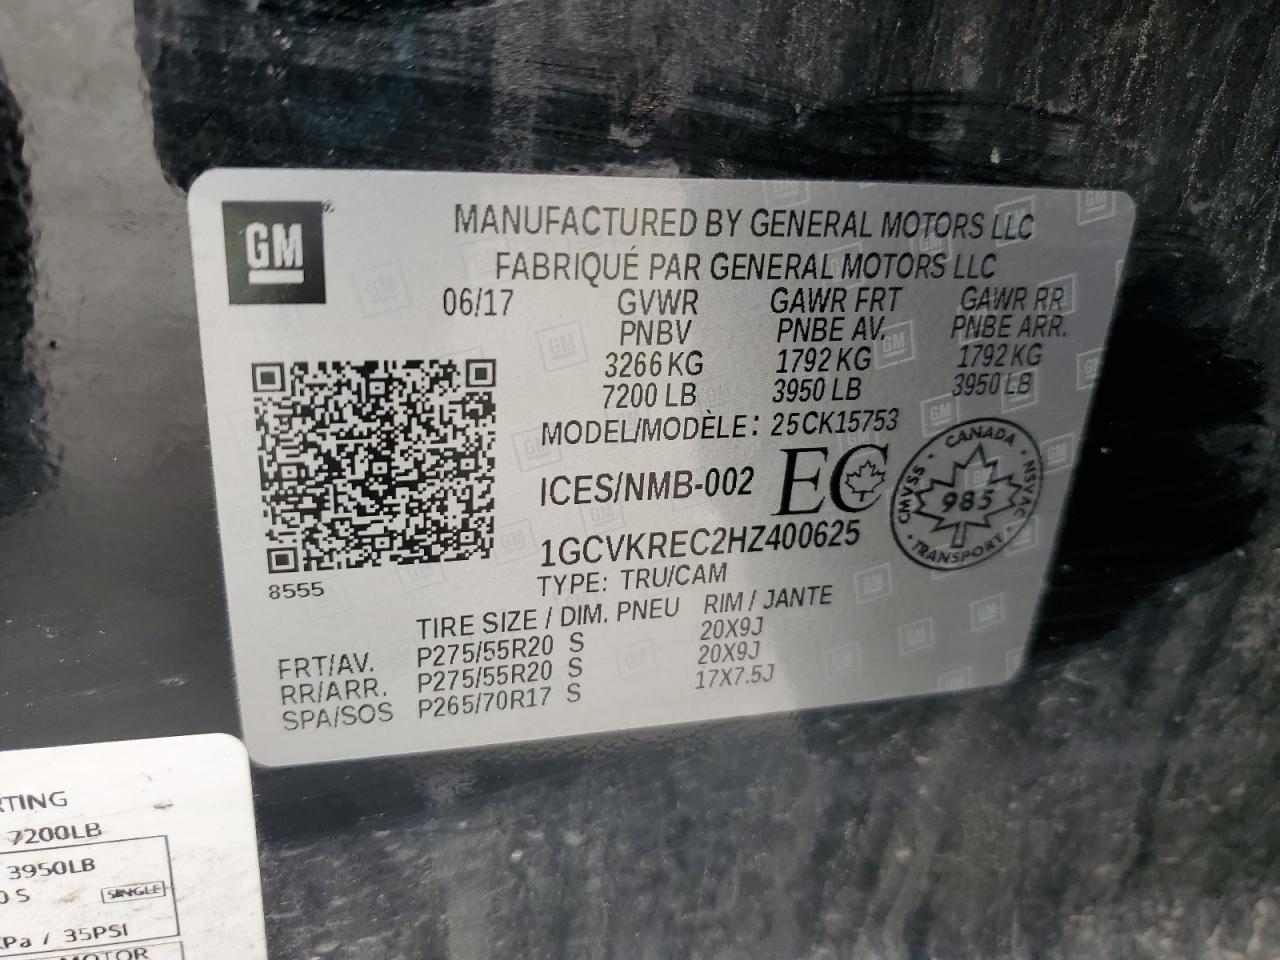 GM
MANUFACTURED BY GENERAL MOTORS LLC
FABRIQUÉ PAR GENERAL MOTORS LLC
06/17 GVWR GAWR FRT GAWR RR
PNBV PNBE AV. PNBE ARR.
3266 KG 1792 KG 1792 KG
7200 LB 3950 LB 3950 LB
MODEL/MODÈLE: 25CK15753
ICES/NMB-002 EC
CANADA
CMVSS 985 NSVAC
TRANSPORT
1GCVKREC2HZ400625
8555
TYPE: TRU/CAM
TIRE SIZE / DIM. PNEU RIM / JANTE
FRT/AV. P275/55R20 S 20X9J
RR/ARR. P275/55R20 S 20X9J
SPA/SOS P265/70R17 S 17X7.5J
RTING
7200LB
3950LB
0 S SINGLE
KPa / 35PSI
MOTOR